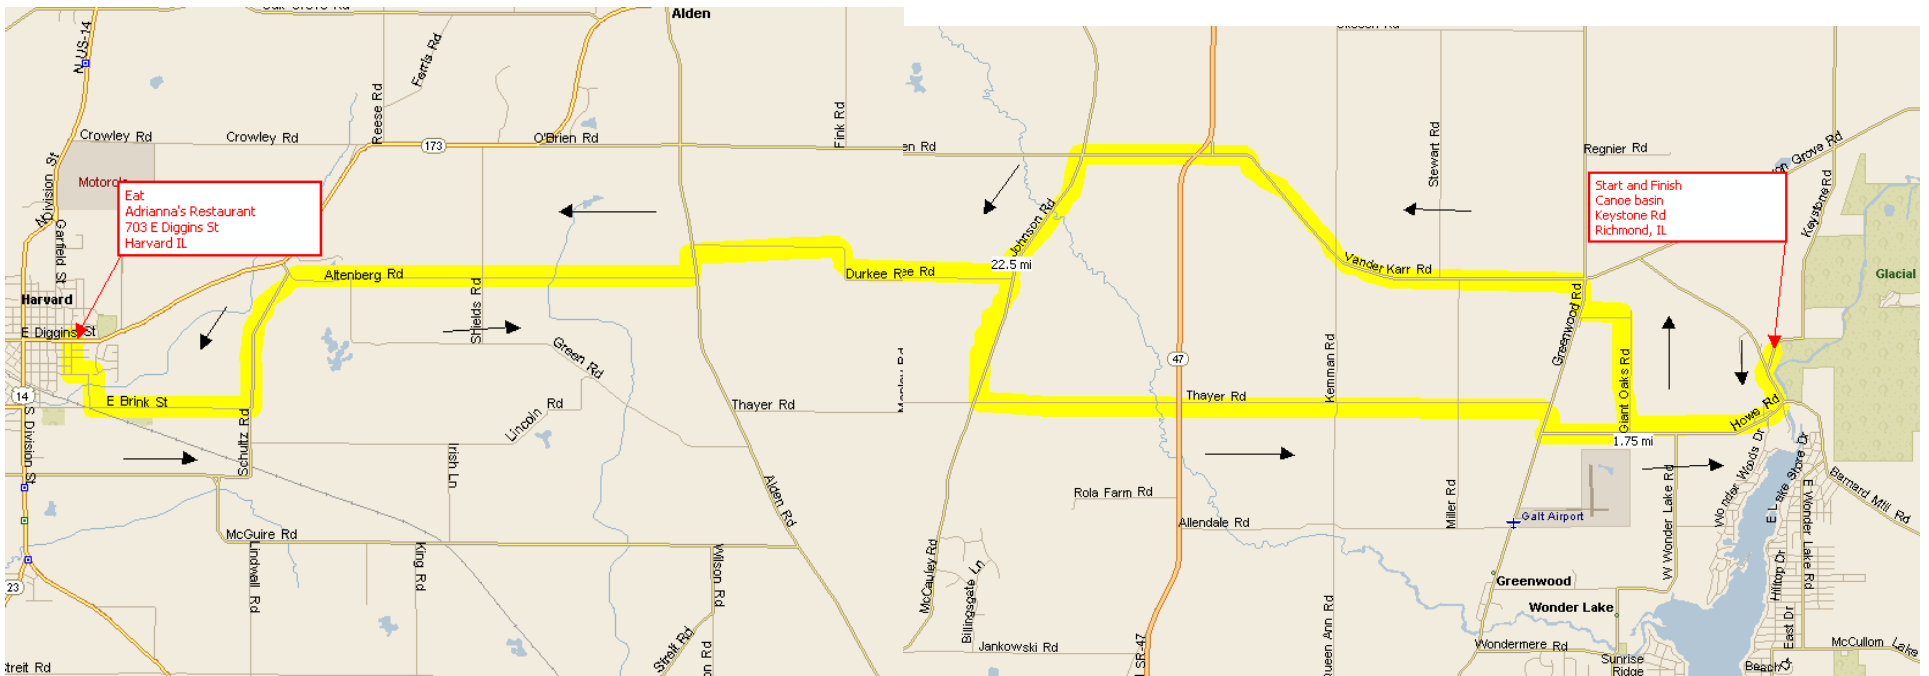 Alden
N US-14
Ferris Rd
Reese Rd
Fink Rd
Crowley Rd
Crowley Rd
173
O'Brien Rd
en Rd
Stewart Rd
Regnier Rd
Grove Rd
Keystone Rd
N Division St
Motorola
Garfield St
Eat
Adrianna's Restaurant
703 E Diggins St
Harvard IL
Start and Finish
Canoe basin
Keystone Rd
Richmond, IL
Johnson Rd
22.5 mi
Altenberg Rd
Durkee R
ee Rd
Vander Karr Rd
Glacial
Harvard
E Diggins St
Shields Rd
Green Rd
Greenwood Rd
Giant Oaks Rd
Kemman Rd
47
14
E Brink St
Lincoln Rd
Thayer Rd
Thayer Rd
Howe Rd
1.75 mi
S Division St
Schultz Rd
Irish Ln
Alden Rd
Rola Farm Rd
Miller Rd
Allendale Rd
Galt Airport
W Wonder Lake Rd
Wonder Woods Dr
E Lake Shore Dr
E Wonder Lake Rd
Barnard Mill Rd
McGuire Rd
Lindwall Rd
King Rd
Wilson Rd
McCauley Rd
Billingsgate Ln
23
Greenwood
Wonder Lake
Hilltop Dr
East Dr
Streit Rd
Jankowski Rd
SR-47
Queen Ann Rd
Wondermere Rd
Sunrise
Ridge
Beach
McCullom Lake
treit Rd